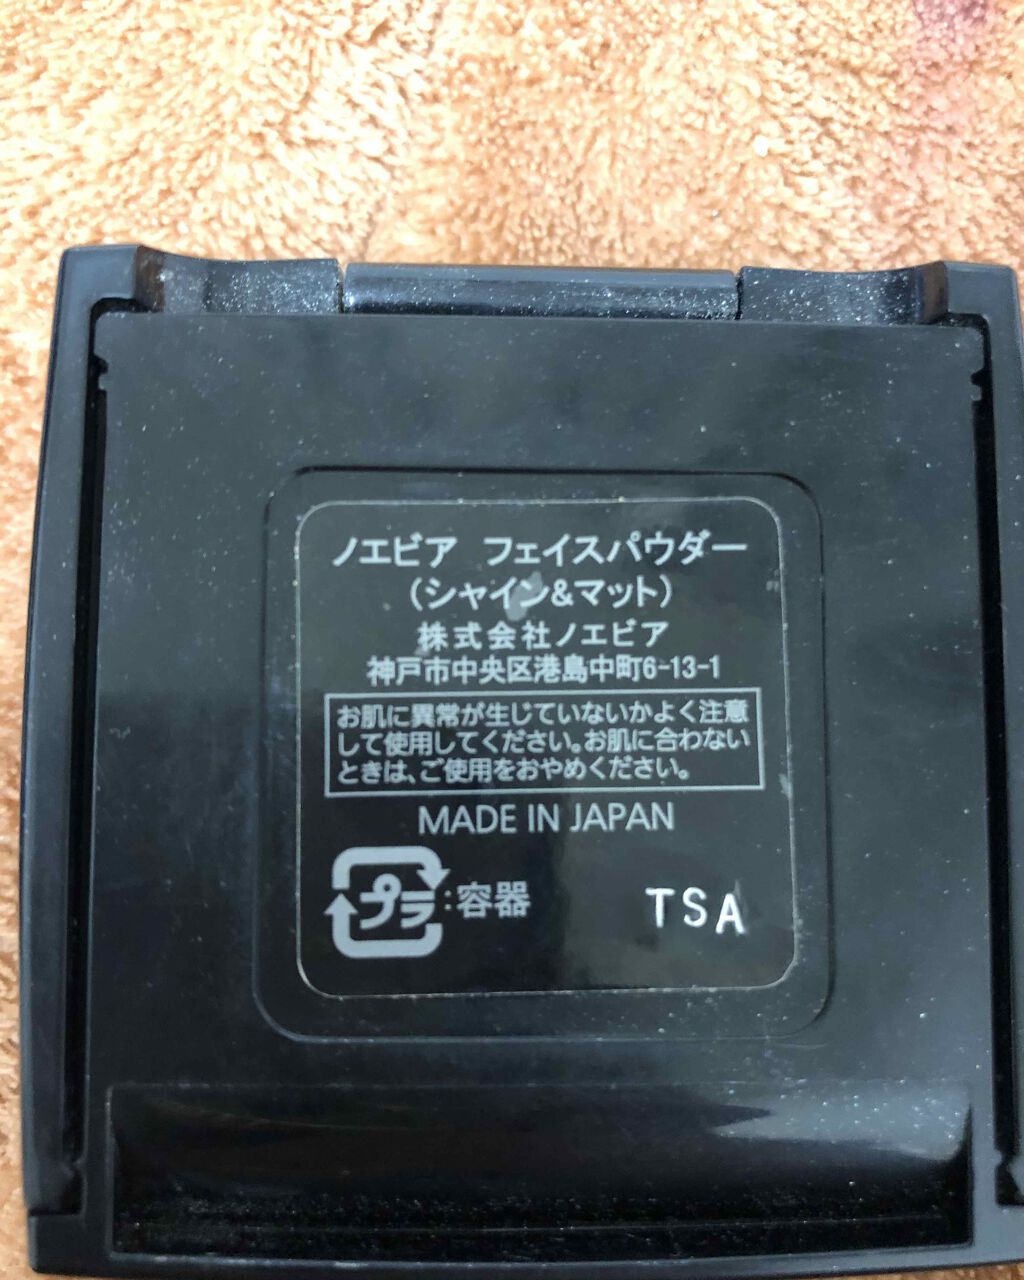 ノエビア フェイスパウダー
（シャイン&マット）
株式会社ノエビア
神戸市中央区港島中町6-13-1
お肌に異常が生じていないかよく注意
して使用してください。お肌に合わない
ときは、ご使用をおやめください。
MADE IN JAPAN
プラ:容器
TSA